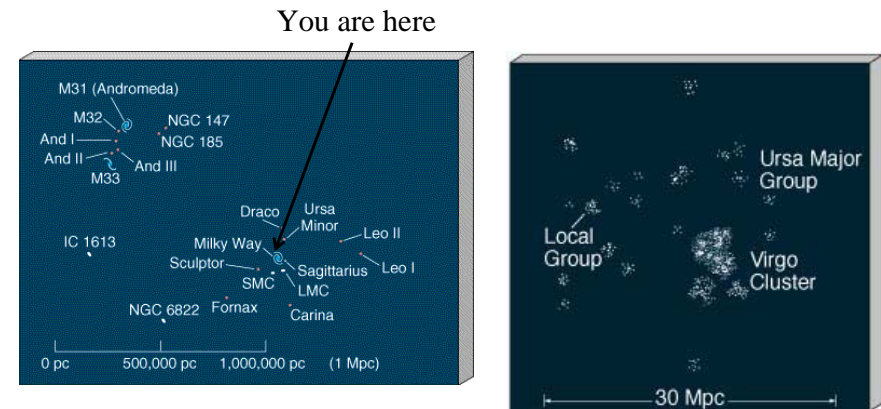 You are here
M31 (Andromeda)
M32
NGC 147
And I
NGC 185
And II
And III
M33
Draco
Ursa
Minor
Leo II
IC 1613
Milky Way
Sculptor
Sagittarius
Leo I
SMC
LMC
NGC 6822
Fornax
Carina
0 pc
500,000 pc
1,000,000 pc
(1 Mpc)
Ursa Major
Group
Local
Group
Virgo
Cluster
30 Mpc